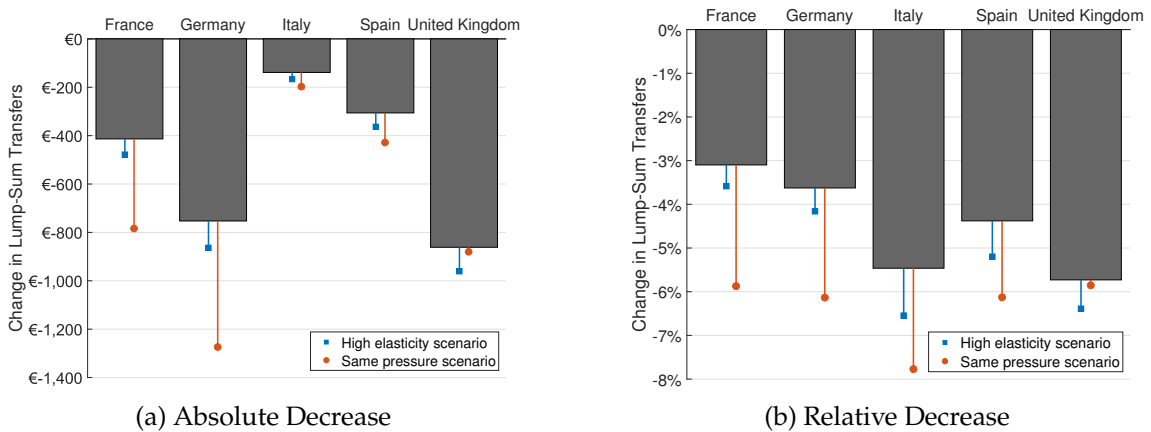 France Germany Italy Spain United Kingdom
€0
€-200
€-400
€-600
€-800
€-1.000
€-1,200
€-1,400
Change in Lump-Sum Transfers
High elasticity scenario
Same pressure scenario
(a) Absolute Decrease
France Germany Italy Spain United Kingdom
0%
-1%
-2%
-3%
-4%
-5%
-6%
-7%
-8%
Change in Lump-Sum Transfers
High elasticity scenario
Same pressure scenario
(b) Relative Decrease